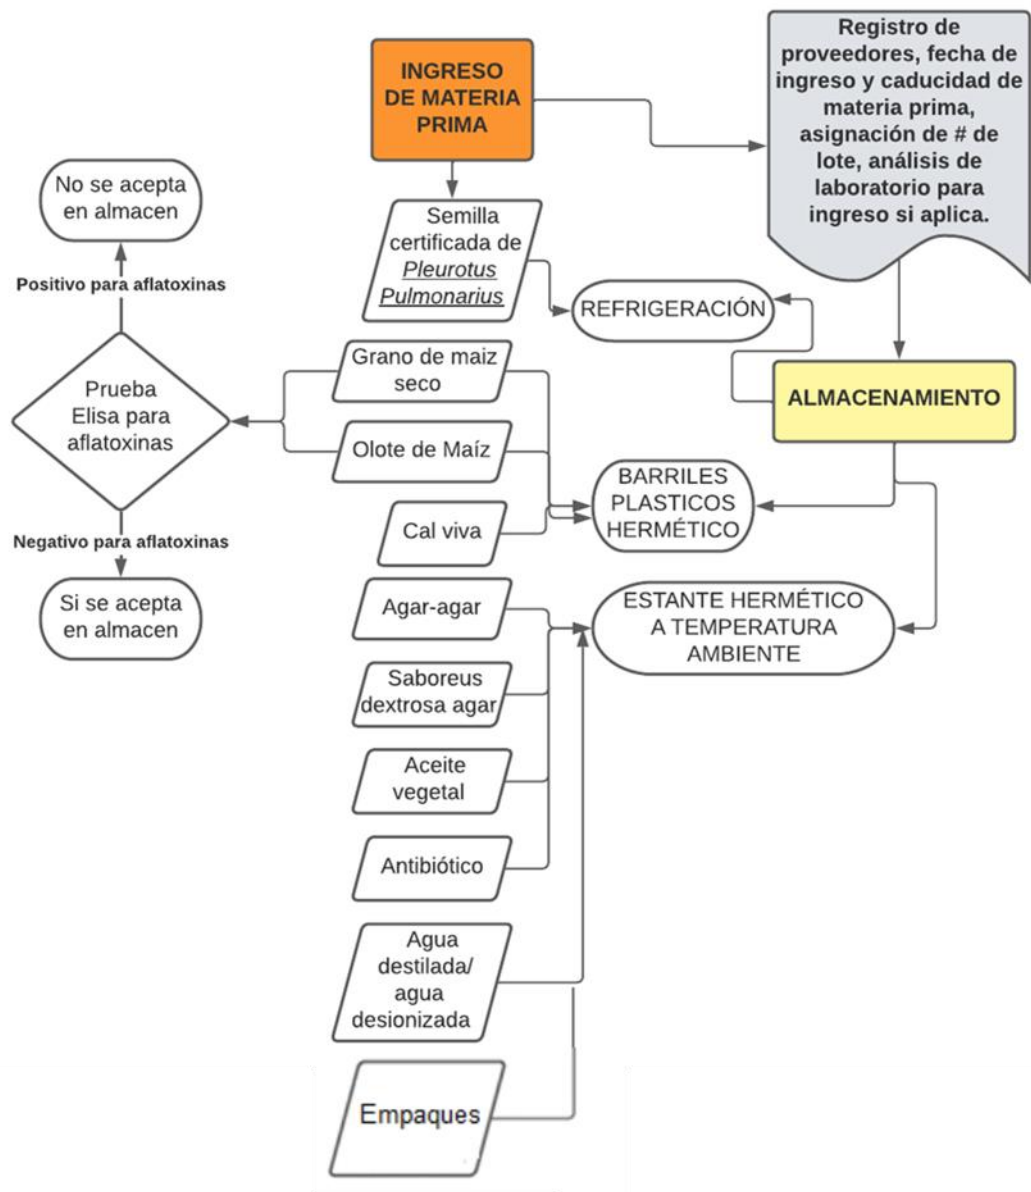 INGRESO
DE MATERIA
PRIMA
Registro de
proveedores, fecha de
ingreso y caducidad de
materia prima,
asignación de # de
lote, análisis de
laboratorio para
ingreso si aplica.
No se acepta
en almacen
Positivo para aflatoxinas
Prueba
Elisa para
aflatoxinas
Negativo para aflatoxinas
Si se acepta
en almacen
Semilla
certificada de
Pleurotus
Pulmonarius
REFRIGERACIÓN
Grano de maiz
seco
ALMACENAMIENTO
Olote de Maíz
BARRILES
PLASTICOS
HERMÉTICO
Cal viva
Agar-agar
ESTANTE HERMÉTICO
A TEMPERATURA
AMBIENTE
Saboreus
dextrosa agar
Aceite
vegetal
Antibiótico
Agua
destilada/
agua
desionizada
Empaques